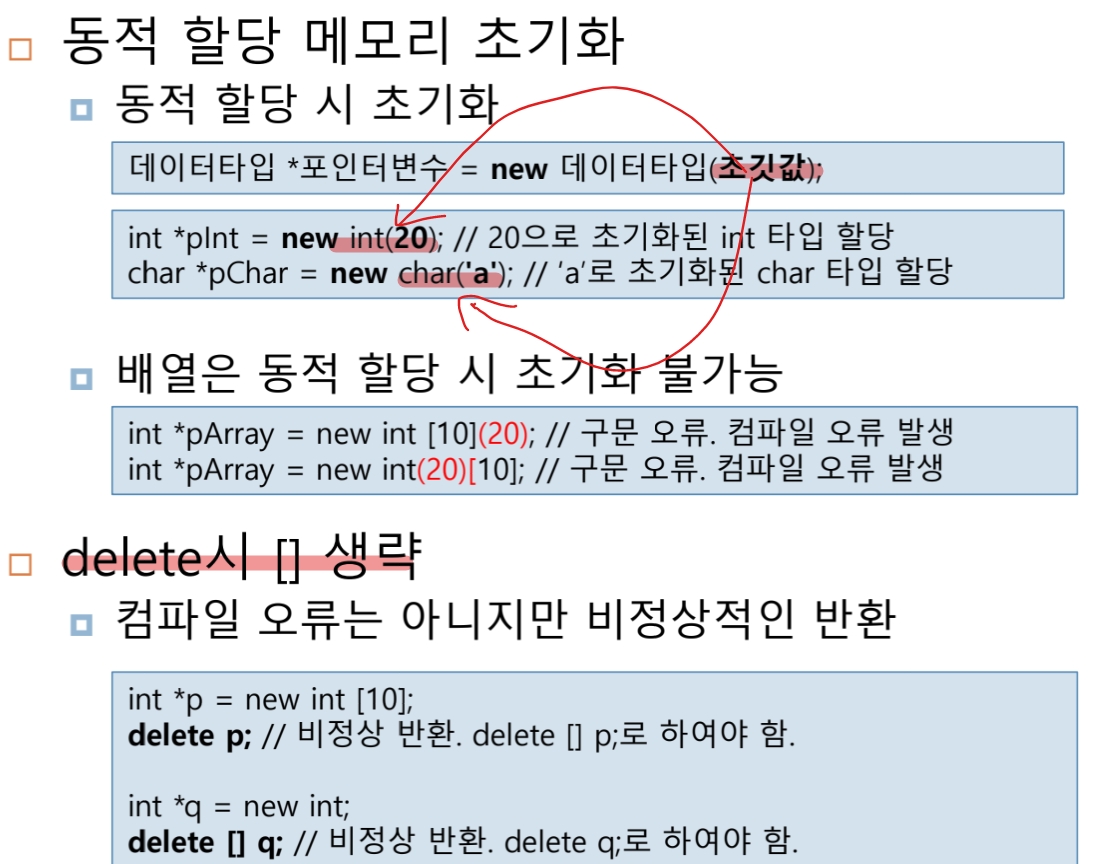 동적 할당 메모리 초기화
동적 할당 시 초기화
데이터타입 *포인터변수 = new 데이터타입(초깃값);
int *pInt = new int(20); // 20으로 초기화된 int 타입 할당
char *pChar = new char('a'); // 'a'로 초기화된 char 타입 할당
배열은 동적 할당 시 초기화 불가능
int *pArray = new int [10](20); // 구문 오류. 컴파일 오류 발생
int *pArray = new int(20)[10]; // 구문 오류. 컴파일 오류 발생
delete시 [] 생략
컴파일 오류는 아니지만 비정상적인 반환
int *p = new int [10];
delete p; // 비정상 반환. delete [] p;로 하여야 함.
int *q = new int;
delete [] q; // 비정상 반환. delete q;로 하여야 함.